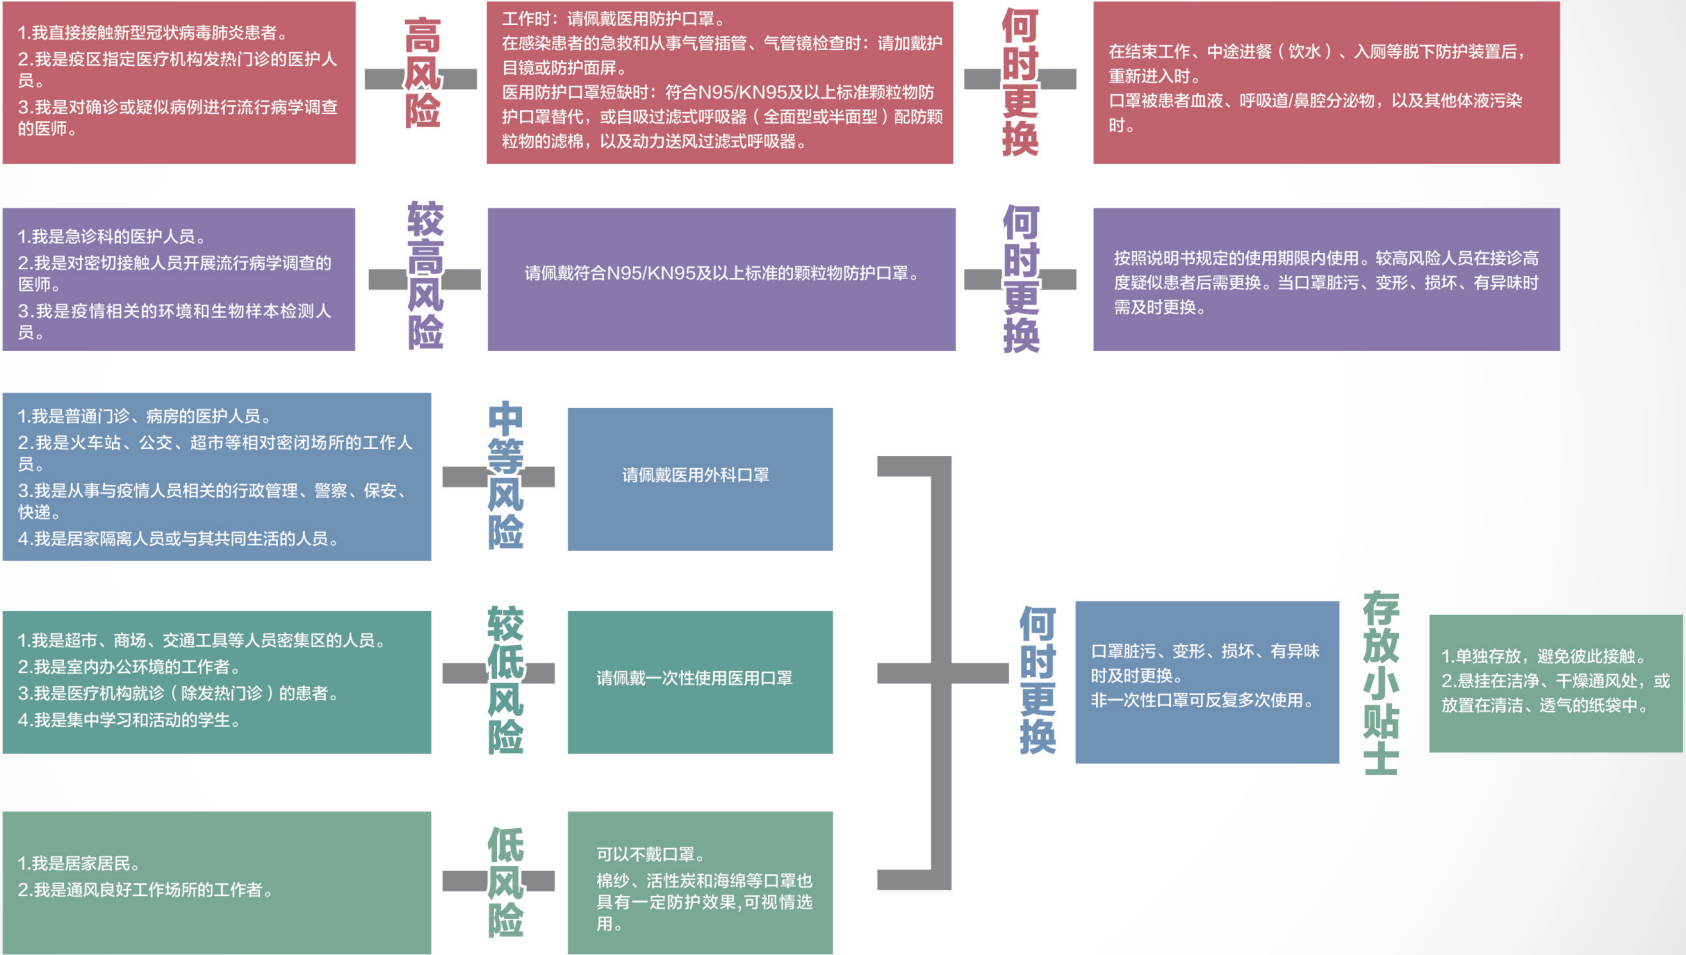 1.我直接接触新型冠状病毒肺炎患者。
2.我是疫区指定医疗机构发热门诊的医护人
员。
3.我是对确诊或疑似病例进行流行病学调查
的医师。
高风险
工作时：请佩戴医用防护口罩。
在感染患者的急救和从事气管插管、气管镜检查时：请加戴护
目镜或防护面屏。
医用防护口罩短缺时：符合N95/KN95及以上标准颗粒物防
护口罩替代，或自吸过滤式呼吸器（全面型或半面型）配防颗
粒物的滤棉，以及动力送风过滤式呼吸器。
何时更换
在结束工作、中途进餐（饮水）、入厕等脱下防护装置后，
重新进入时。
口罩被患者血液、呼吸道/鼻腔分泌物，以及其他体液污染
时。
1.我是急诊科的医护人员。
2.我是对密切接触人员开展流行病学调查的
医师。
3.我是疫情相关的环境和生物样本检测人
员。
较高风险
请佩戴符合N95/KN95及以上标准的颗粒物防护口罩。
何时更换
按照说明书规定的使用期限内使用。较高风险人员在接诊高
度疑似患者后需更换。当口罩脏污、变形、损坏、有异味时
需及时更换。
1.我是普通门诊、病房的医护人员。
2.我是火车站、公交、超市等相对密闭场所的工作人
员。
3.我是从事与疫情人员相关的行政管理、警察、保安、
快递。
4.我是居家隔离人员或与其共同生活的人员。
中等风险
请佩戴医用外科口罩
1.我是超市、商场、交通工具等人员密集区的人员。
2.我是室内办公环境的工作者。
3.我是医疗机构就诊（除发热门诊）的患者。
4.我是集中学习和活动的学生。
较低风险
请佩戴一次性使用医用口罩
1.我是居家居民。
2.我是通风良好工作场所的工作者。
低风险
可以不戴口罩。
棉纱、活性炭和海绵等口罩也
具有一定防护效果,可视情选
用。
何时更换
口罩脏污、变形、损坏、有异味
时及时更换。
非一次性口罩可反复多次使用。
存放小贴士
1.单独存放，避免彼此接触。
2.悬挂在洁净、干燥通风处，或
放置在清洁、透气的纸袋中。